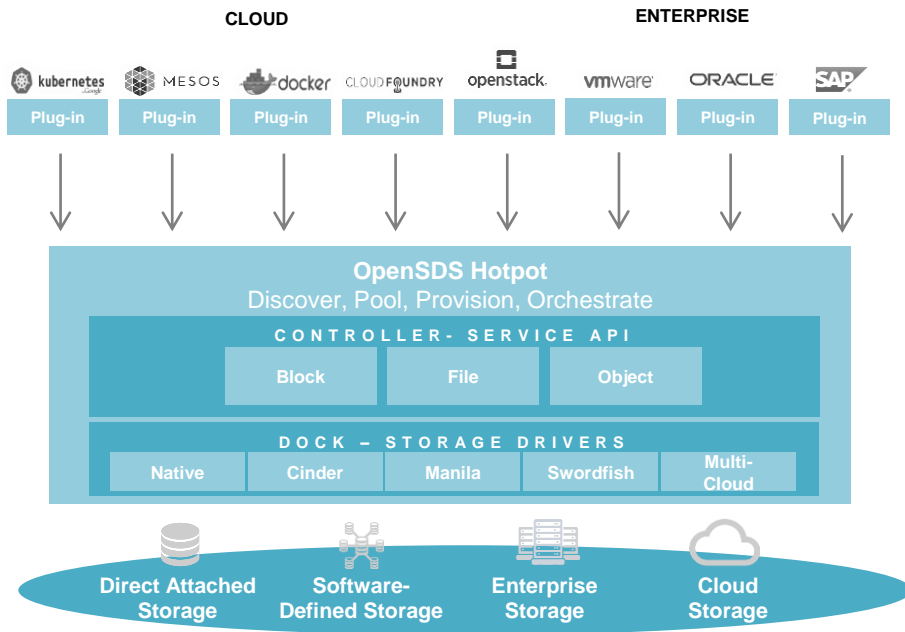 CLOUD
ENTERPRISE
kubernetes
by Google
MESOS
docker
CLOUDFOUNDRY
openstack.
vmware
ORACLE
SAP
Plug-in
Plug-in
Plug-in
Plug-in
Plug-in
Plug-in
Plug-in
Plug-in
OpenSDS Hotpot
Discover, Pool, Provision, Orchestrate
CONTROLLER- SERVICE API
Block
File
Object
DOCK – STORAGE DRIVERS
Native
Cinder
Manila
Swordfish
Multi-
Cloud
Direct Attached
Storage
Software-
Defined Storage
Enterprise
Storage
Cloud
Storage